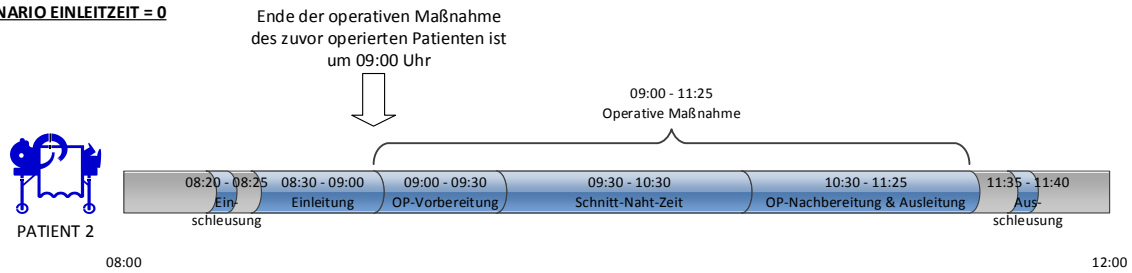 NARIO EINLEITZEIT = 0
Ende der operativen Maßnahme
des zuvor operierten Patienten ist
um 09:00 Uhr
09:00 - 11:25
Operative Maßnahme
08:20 - 08:25
Ein-
schleusung
08:30 - 09:00
Einleitung
09:00 - 09:30
OP-Vorbereitung
09:30 - 10:30
Schnitt-Naht-Zeit
10:30 - 11:25
OP-Nachbereitung & Ausleitung
11:35 - 11:40
Aus-
schleusung
PATIENT 2
08:00
12:00